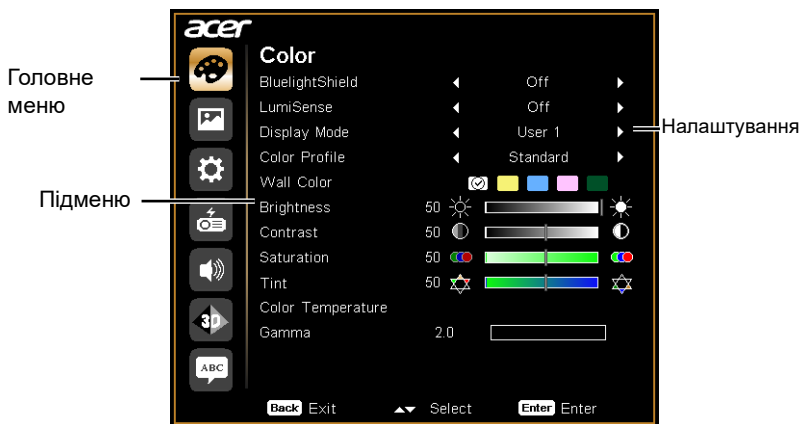 acer
Color
BluelightShield Off
LumiSense Off
Display Mode User 1
Color Profile Standard
Wall Color
Brightness 50
Contrast 50
Saturation 50
Tint 50
Color Temperature
Gamma 2.0
Back Exit Select Enter Enter
3D
ABC
Головне
меню
Підменю
Налаштування